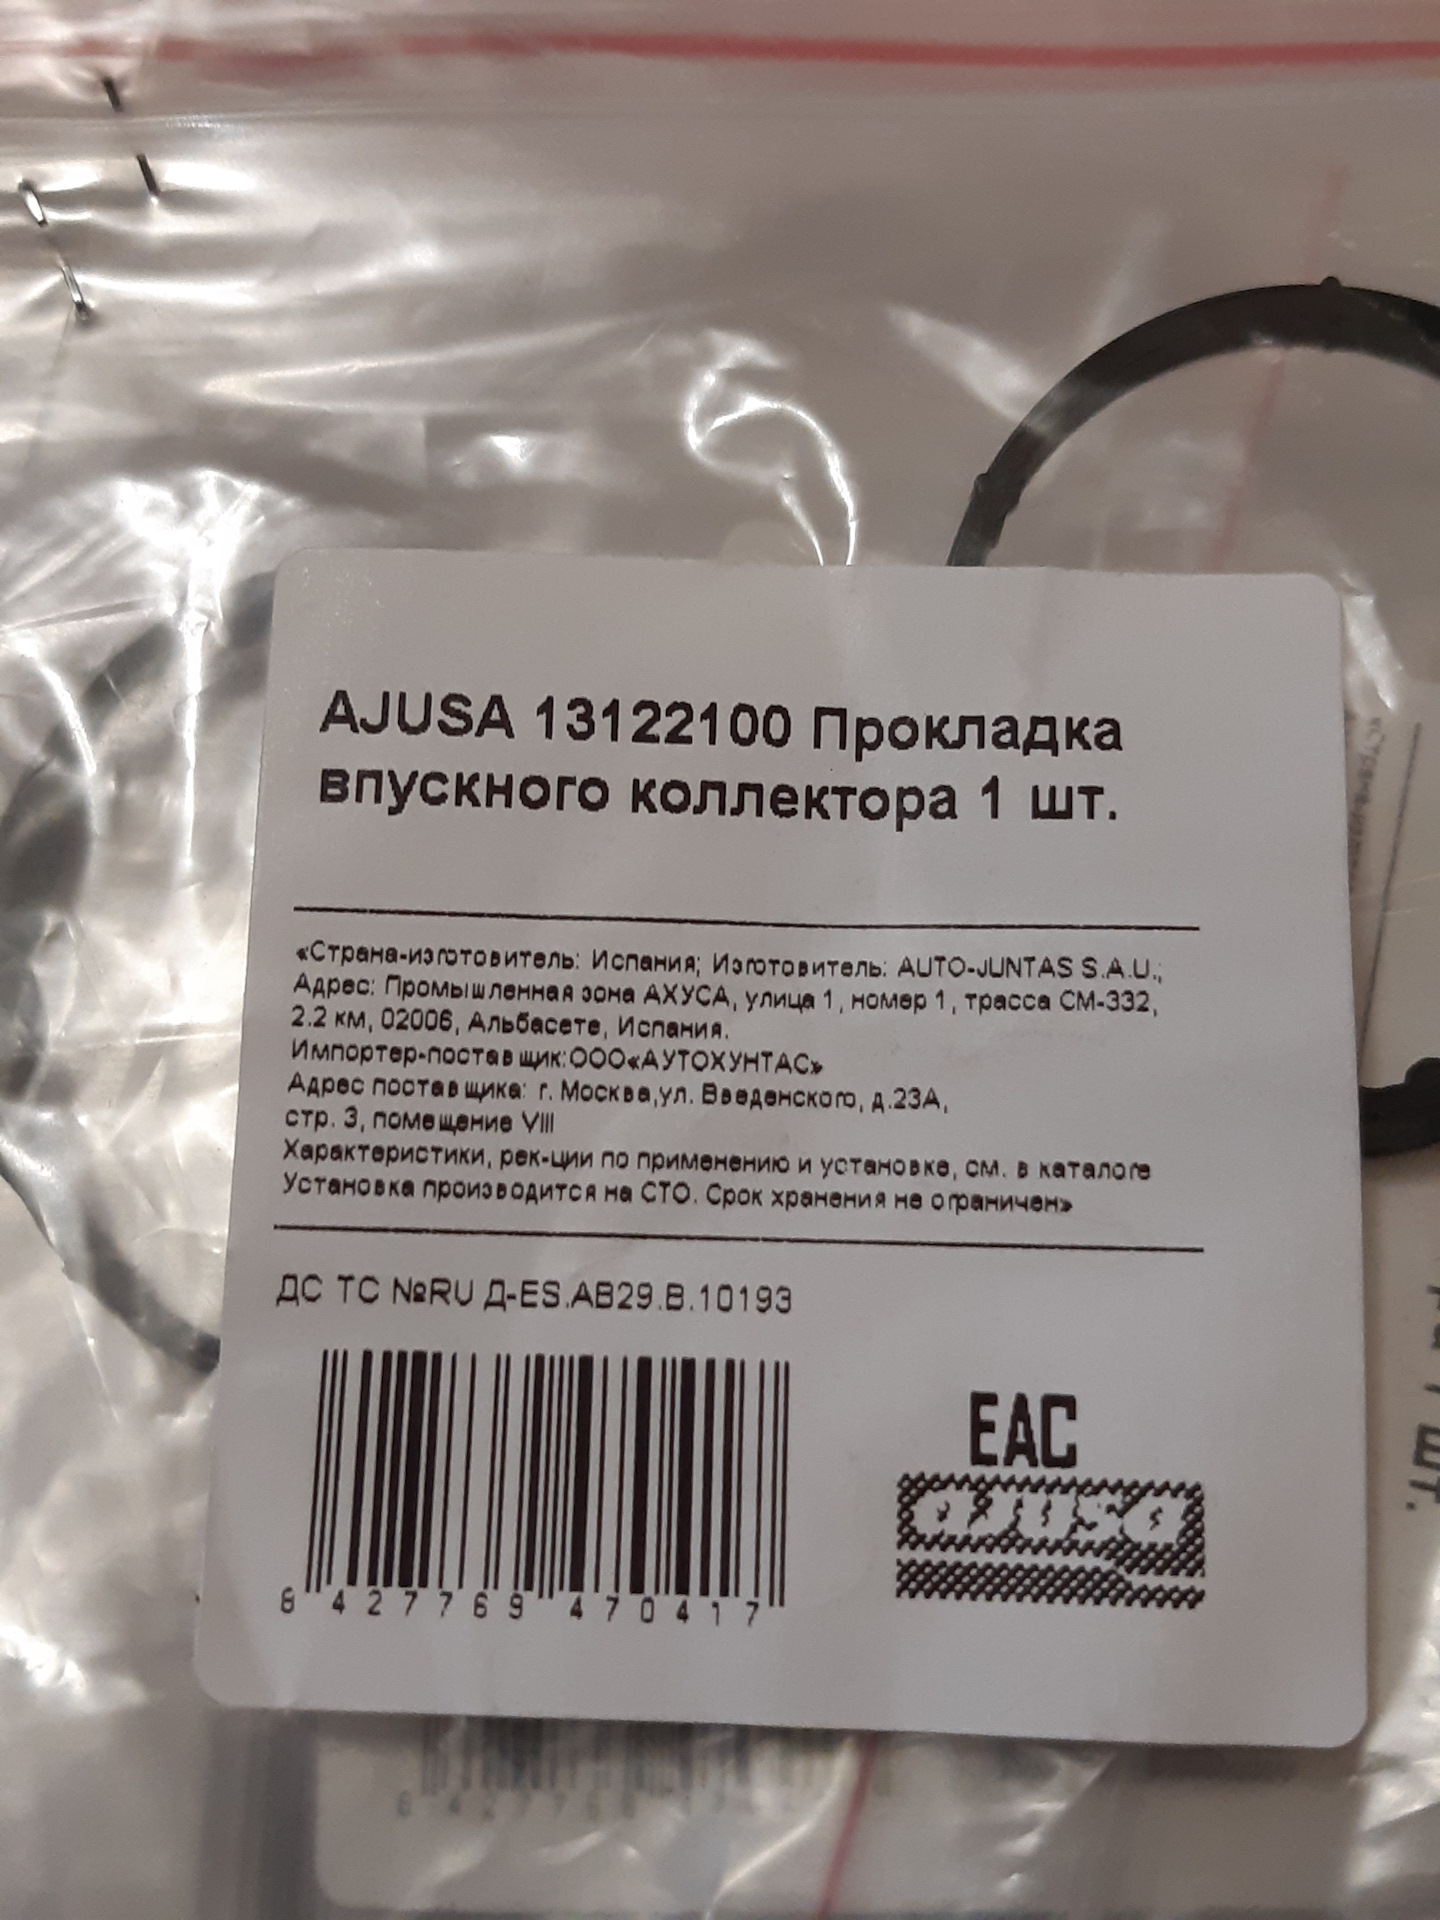 AJUSA 13122100 Прокладка
впускного коллектора 1 шт.
«Страна-изготовитель: Испания; Изготовитель: AUTO-JUNTAS S.A.U.;
Адрес: Промышленная зона АХУСА, улица 1, номер 1, трасса СМ-332,
2.2 км, 02006, Альбасете, Испания.
Импортер-поставщик:ООО«АУТОХУНТАС»
Адрес поставщика: г. Москва,ул. Введенского, д.23А,
стр. 3, помещение VIII
Характеристики, рек-ции по применению и установке, см. в каталоге
Установка производится на СТО. Срок хранения не ограничен»
ДС ТС №RU Д-ES.АВ29.В.10193
8 427769 470417
EAC
AJUSA
1 шт.